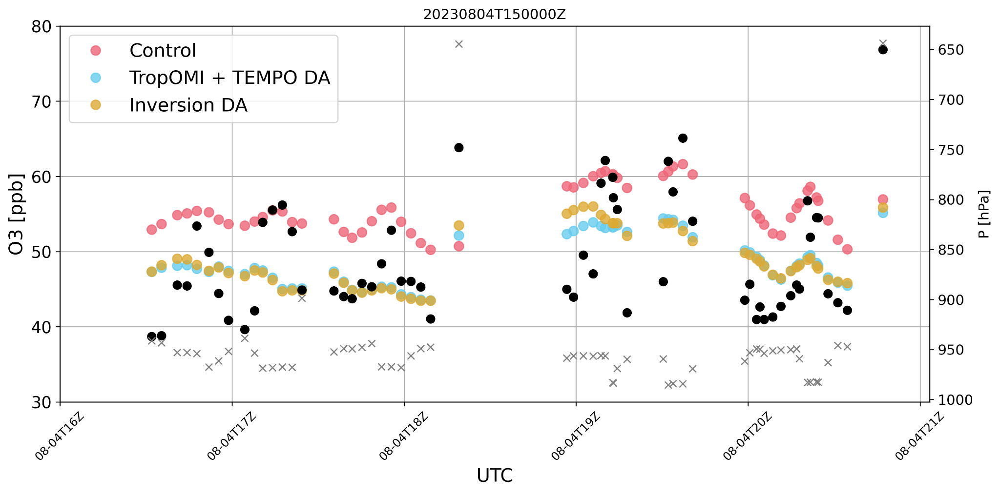 20230804T150000Z
Control
TropOMI + TEMPO DA
Inversion DA
O3 [ppb]
80
70
60
50
40
30
650
700
750
800
850
900
950
1000
P [hPa]
08-04T16Z
08-04T17Z
08-04T18Z
08-04T19Z
08-04T20Z
08-04T21Z
UTC